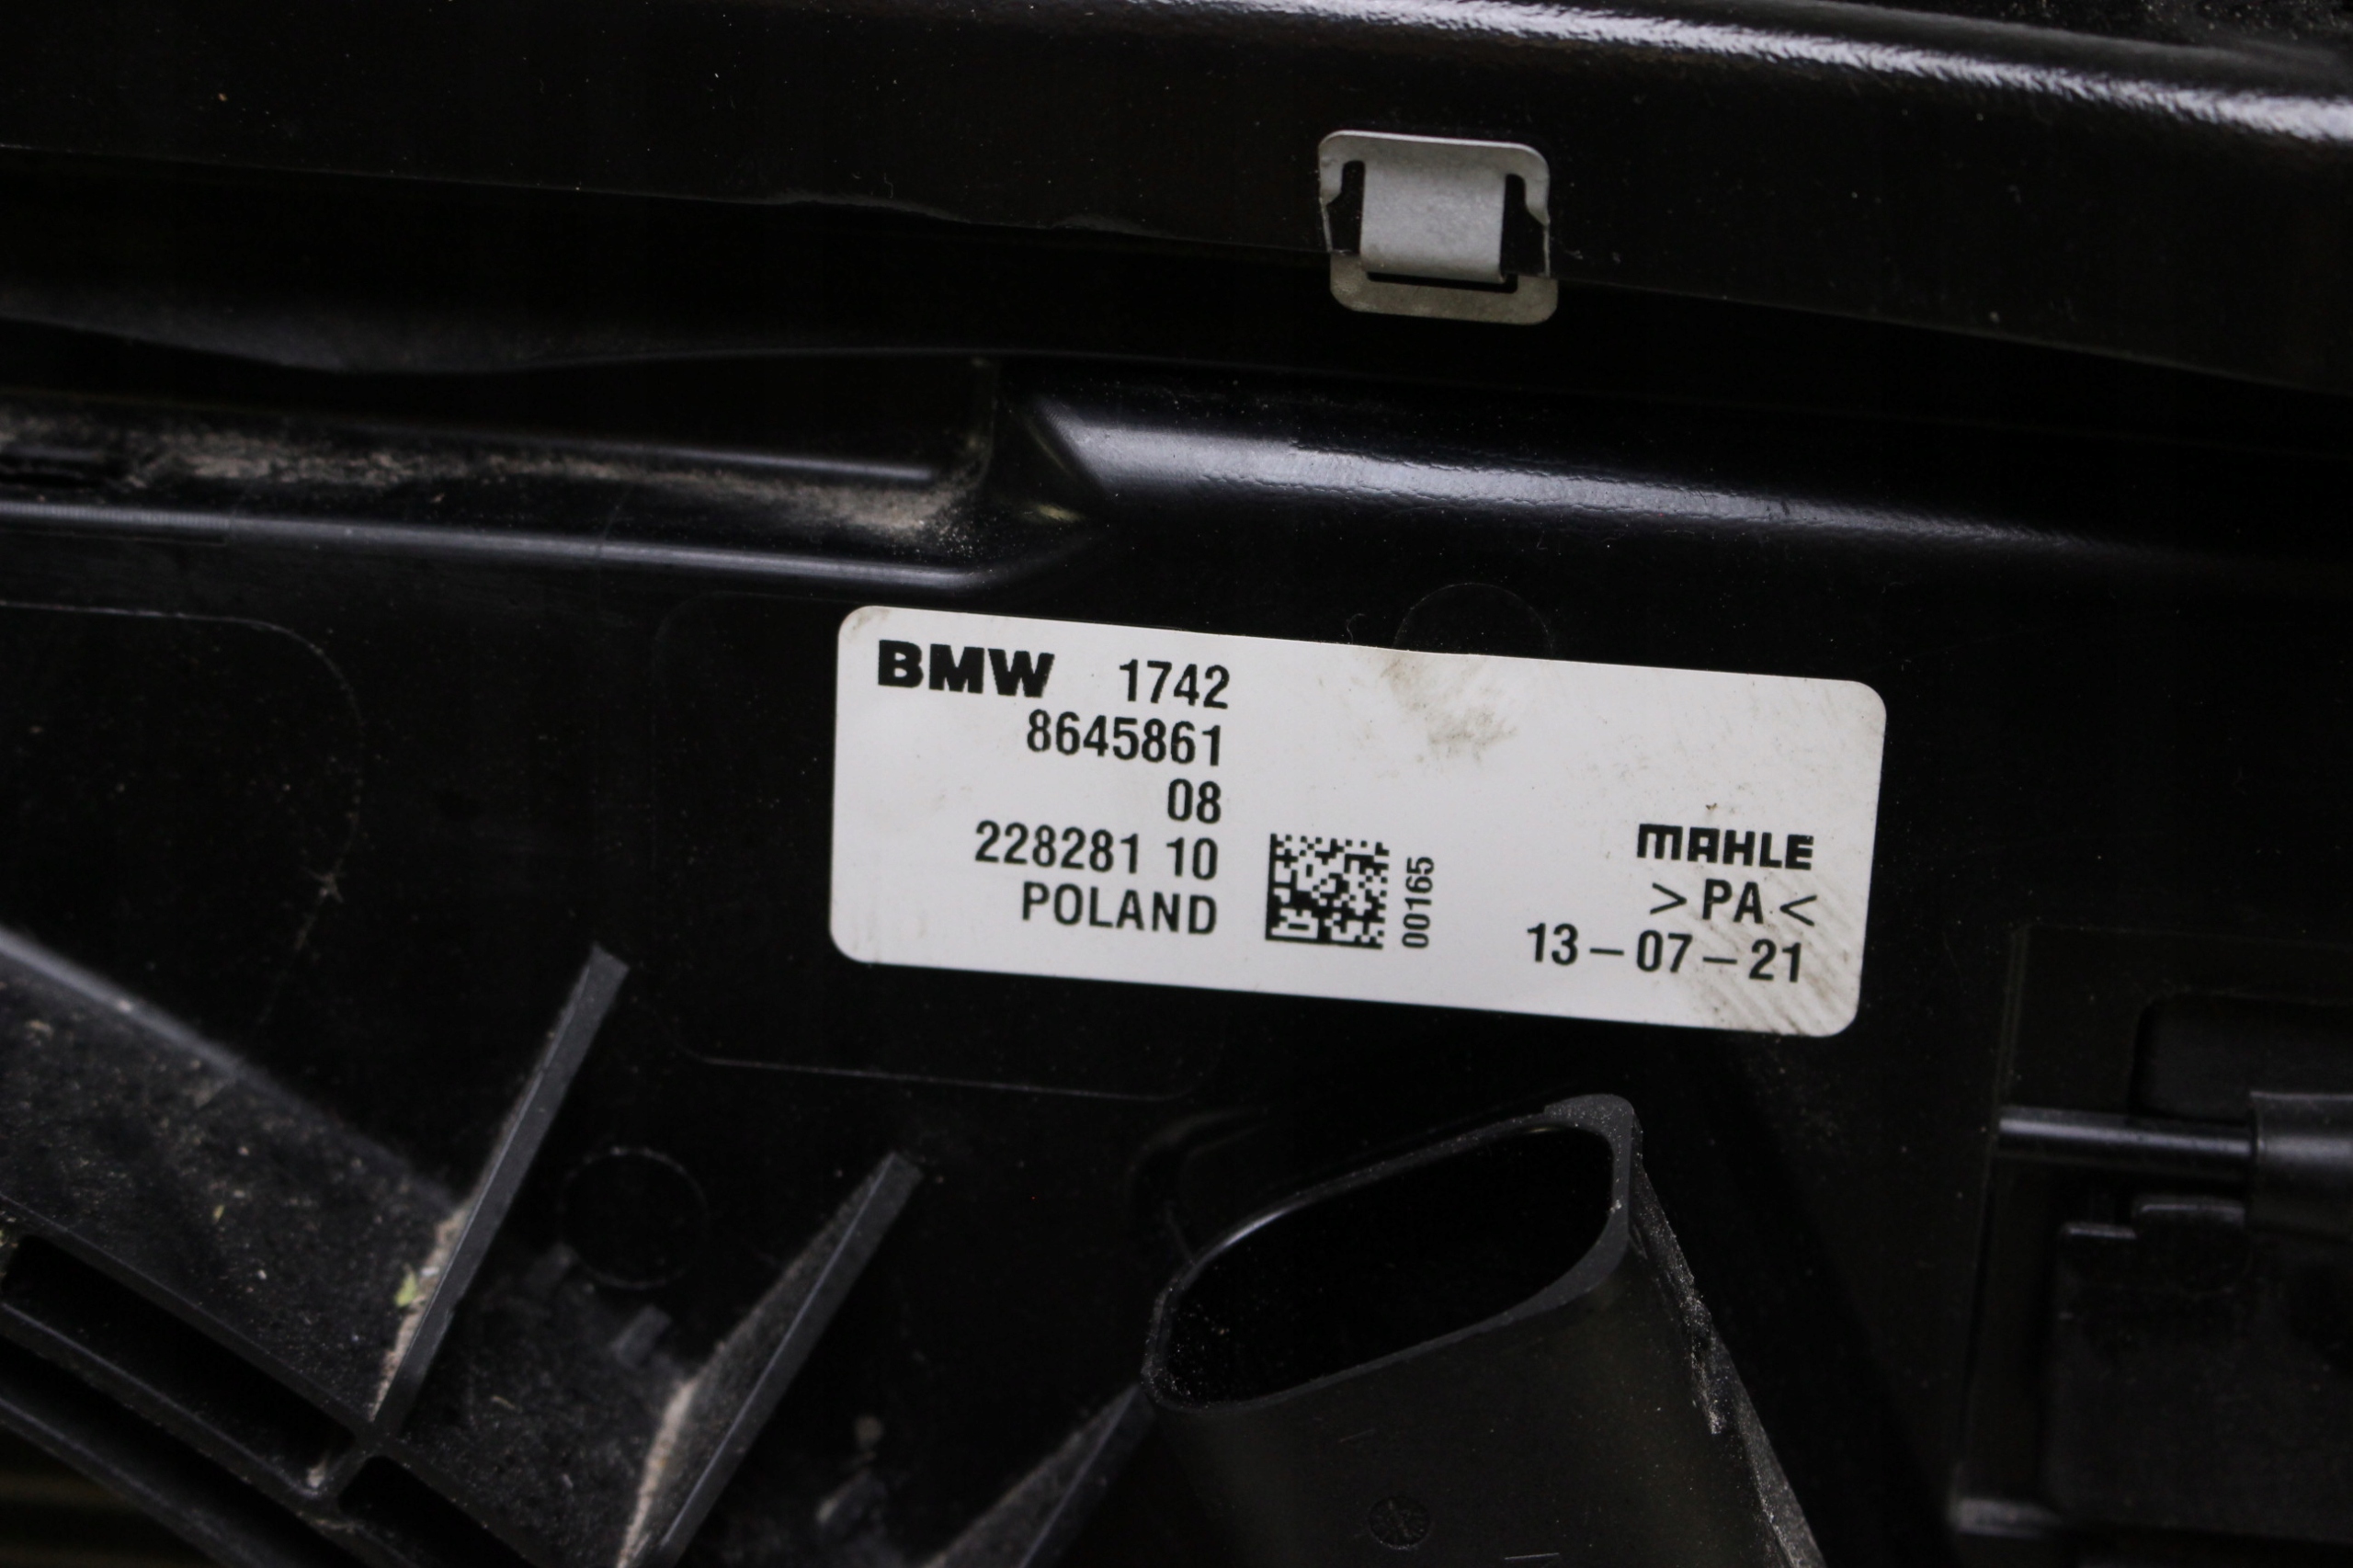 BMW 1742
8645861
08
228281 10
POLAND
00165
MAHLE
>PA<
13-07-21